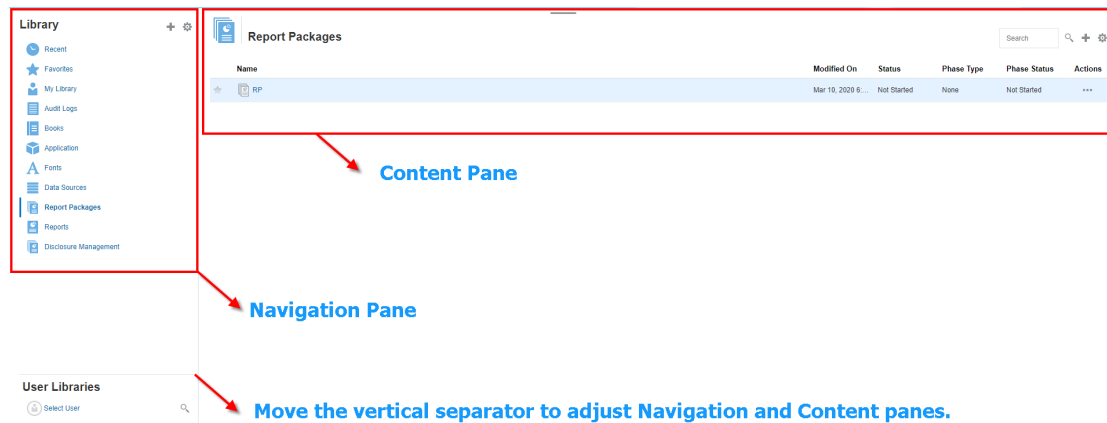 Library
Recent
Favorites
My Library
Audit Logs
Books
Application
Fonts
Data Sources
Report Packages
Reports
Disclosure Management
Report Packages
Search
Name Modified On Status Phase Type Phase Status Actions
RP Mar 10, 2020 6:... Not Started None Not Started
Content Pane
Navigation Pane
User Libraries
Select User
Move the vertical separator to adjust Navigation and Content panes.